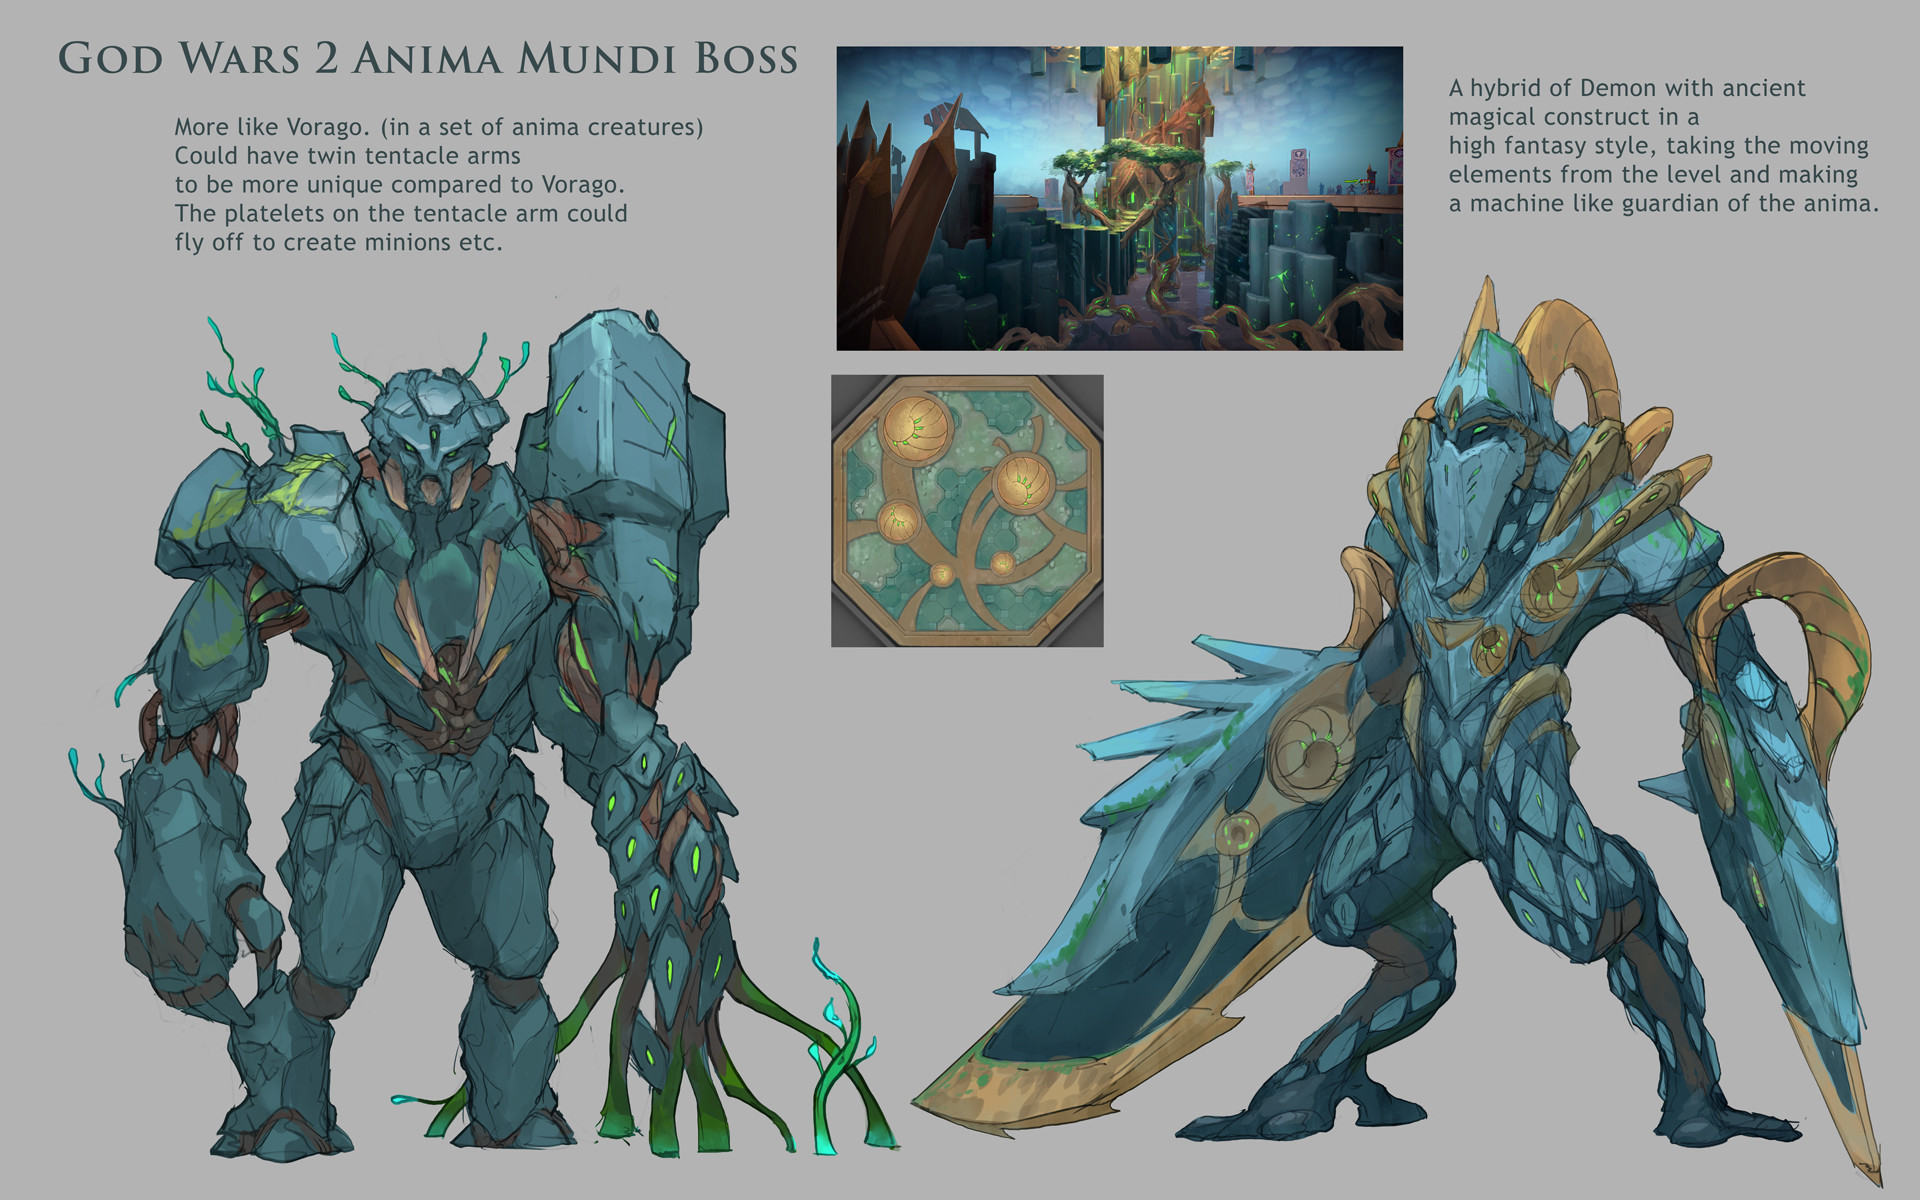 God Wars 2 Anima Mundi Boss
More like Vorago. (in a set of anima creatures)
Could have twin tentacle arms
to be more unique compared to Vorago.
The platelets on the tentacle arm could
fly off to create minions etc.
A hybrid of Demon with ancient
magical construct in a
high fantasy style, taking the moving
elements from the level and making
a machine like guardian of the anima.